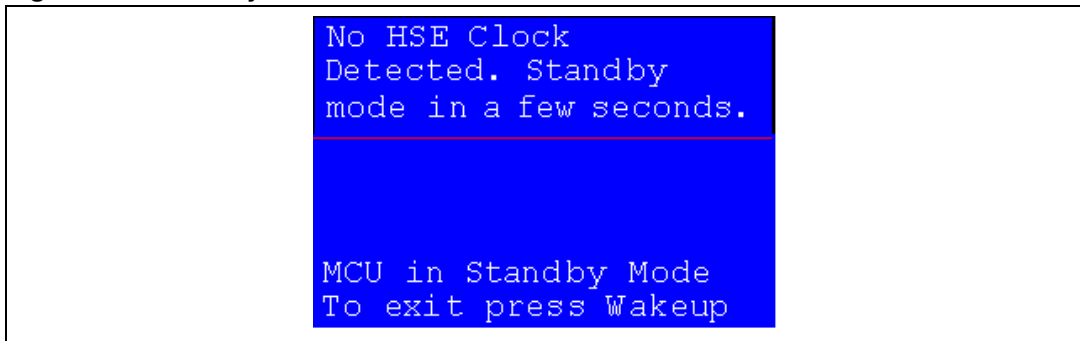 No HSE Clock
Detected. Standby
mode in a few seconds.
MCU in Standby Mode
To exit press Wakeup